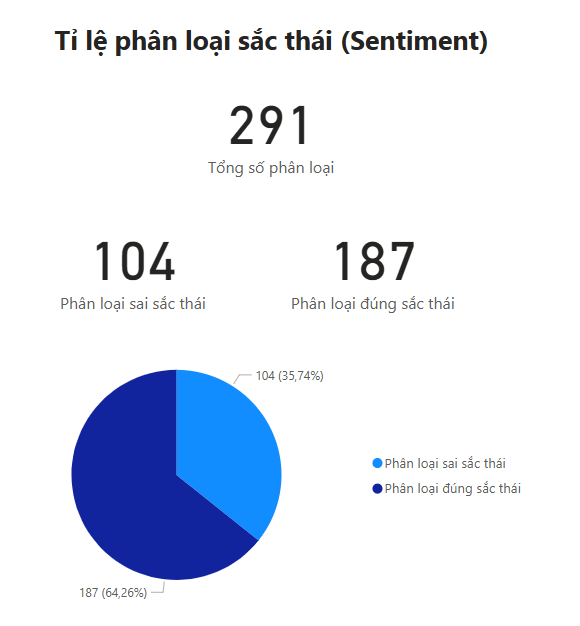 Tỉ lệ phân loại sắc thái (Sentiment)
291
Tổng số phân loại
104
Phân loại sai sắc thái
187
Phân loại đúng sắc thái
104 (35,74%)
Phân loại sai sắc thái
Phân loại đúng sắc thái
187 (64,26%)